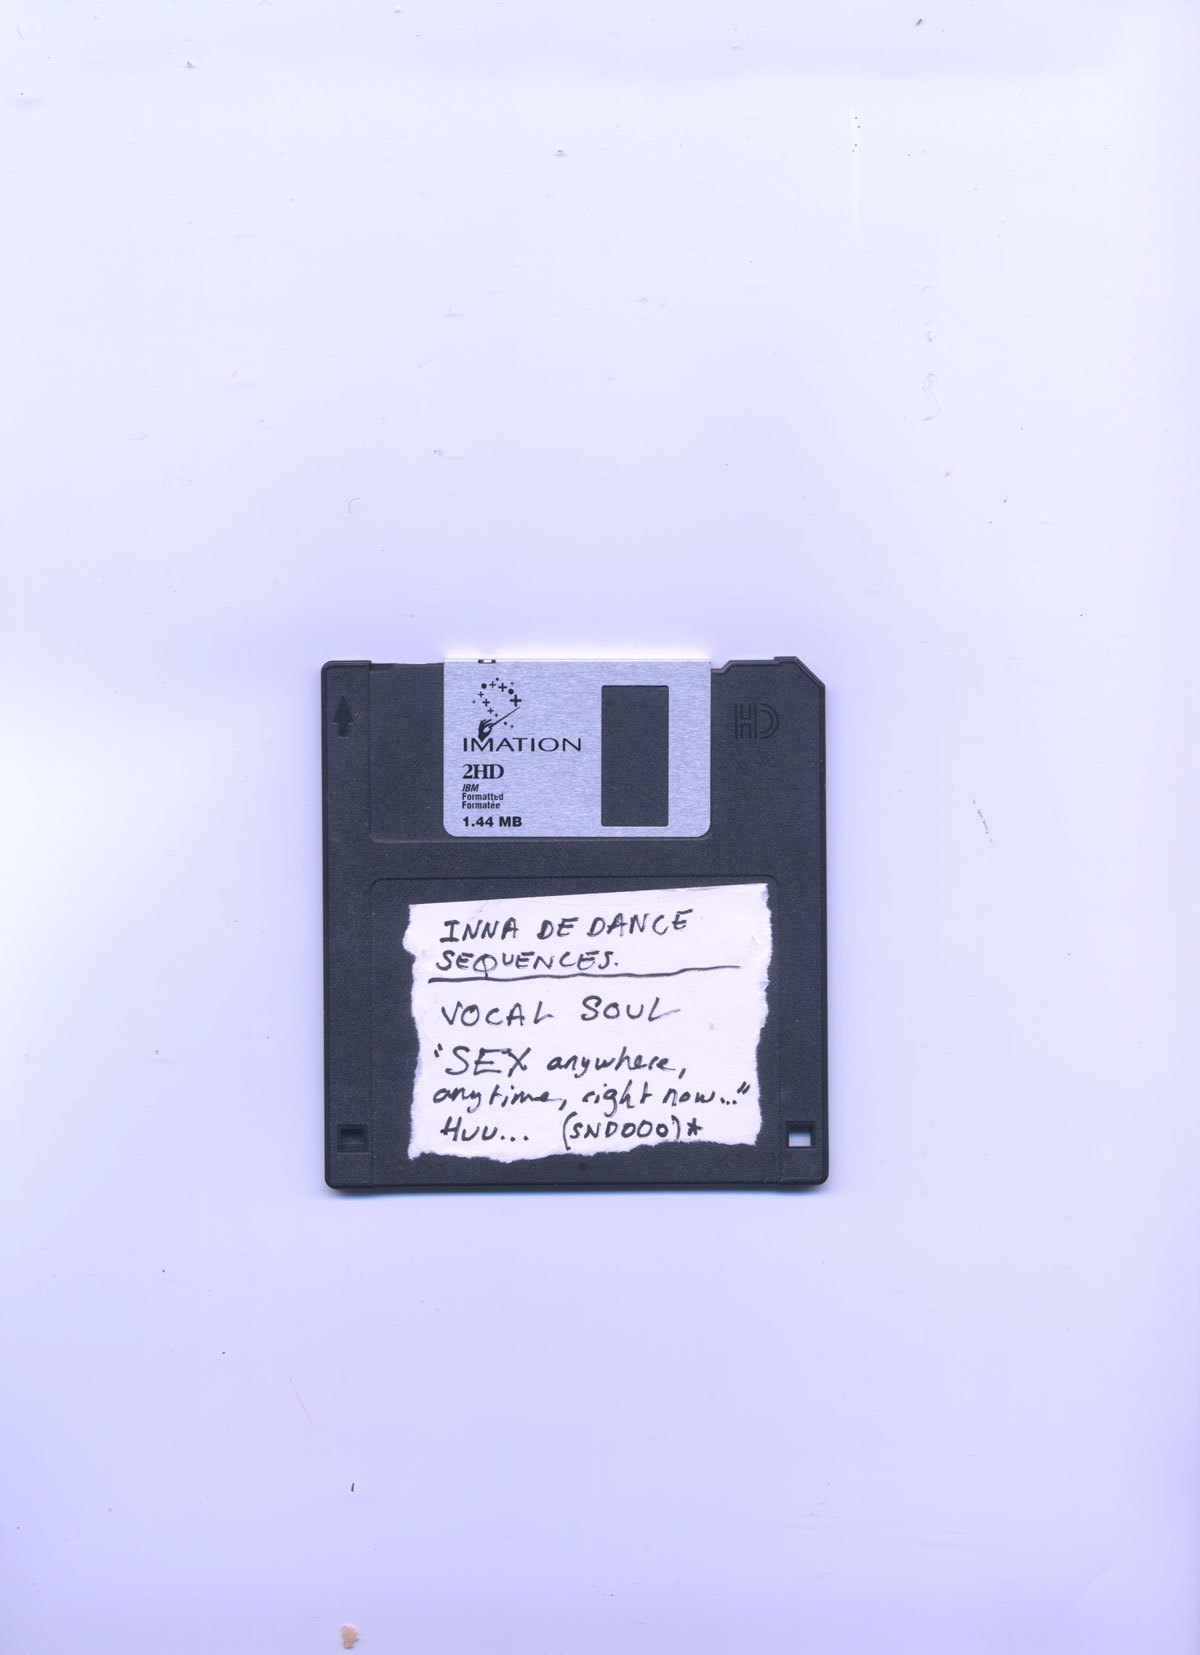 IMATION
2HD
IBM
Formatted
Formatée
1.44 MB
HD
INNA DE DANCE
SEQUENCES.
VOCAL SOUL
"SEX anywhere,
anytime, right now..."
HUU... (SND000)*